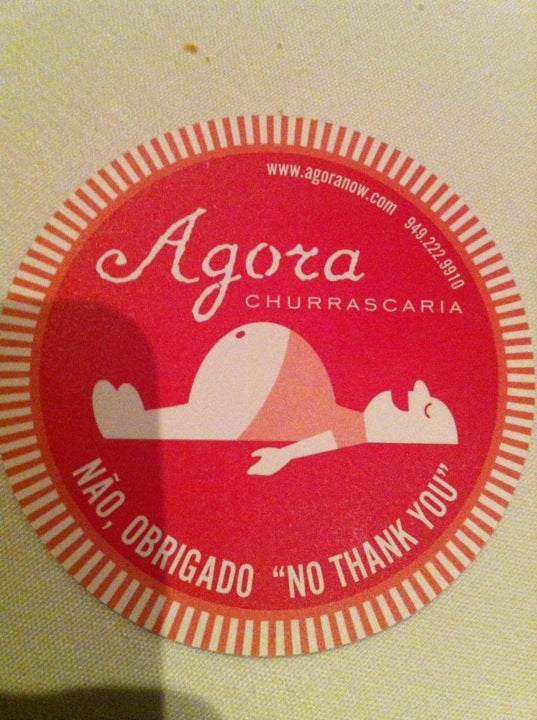 www.agoranow.com
949.222.9910
Agora
CHURRASCARIA
NÃO, OBRIGADO "NO THANK YOU"